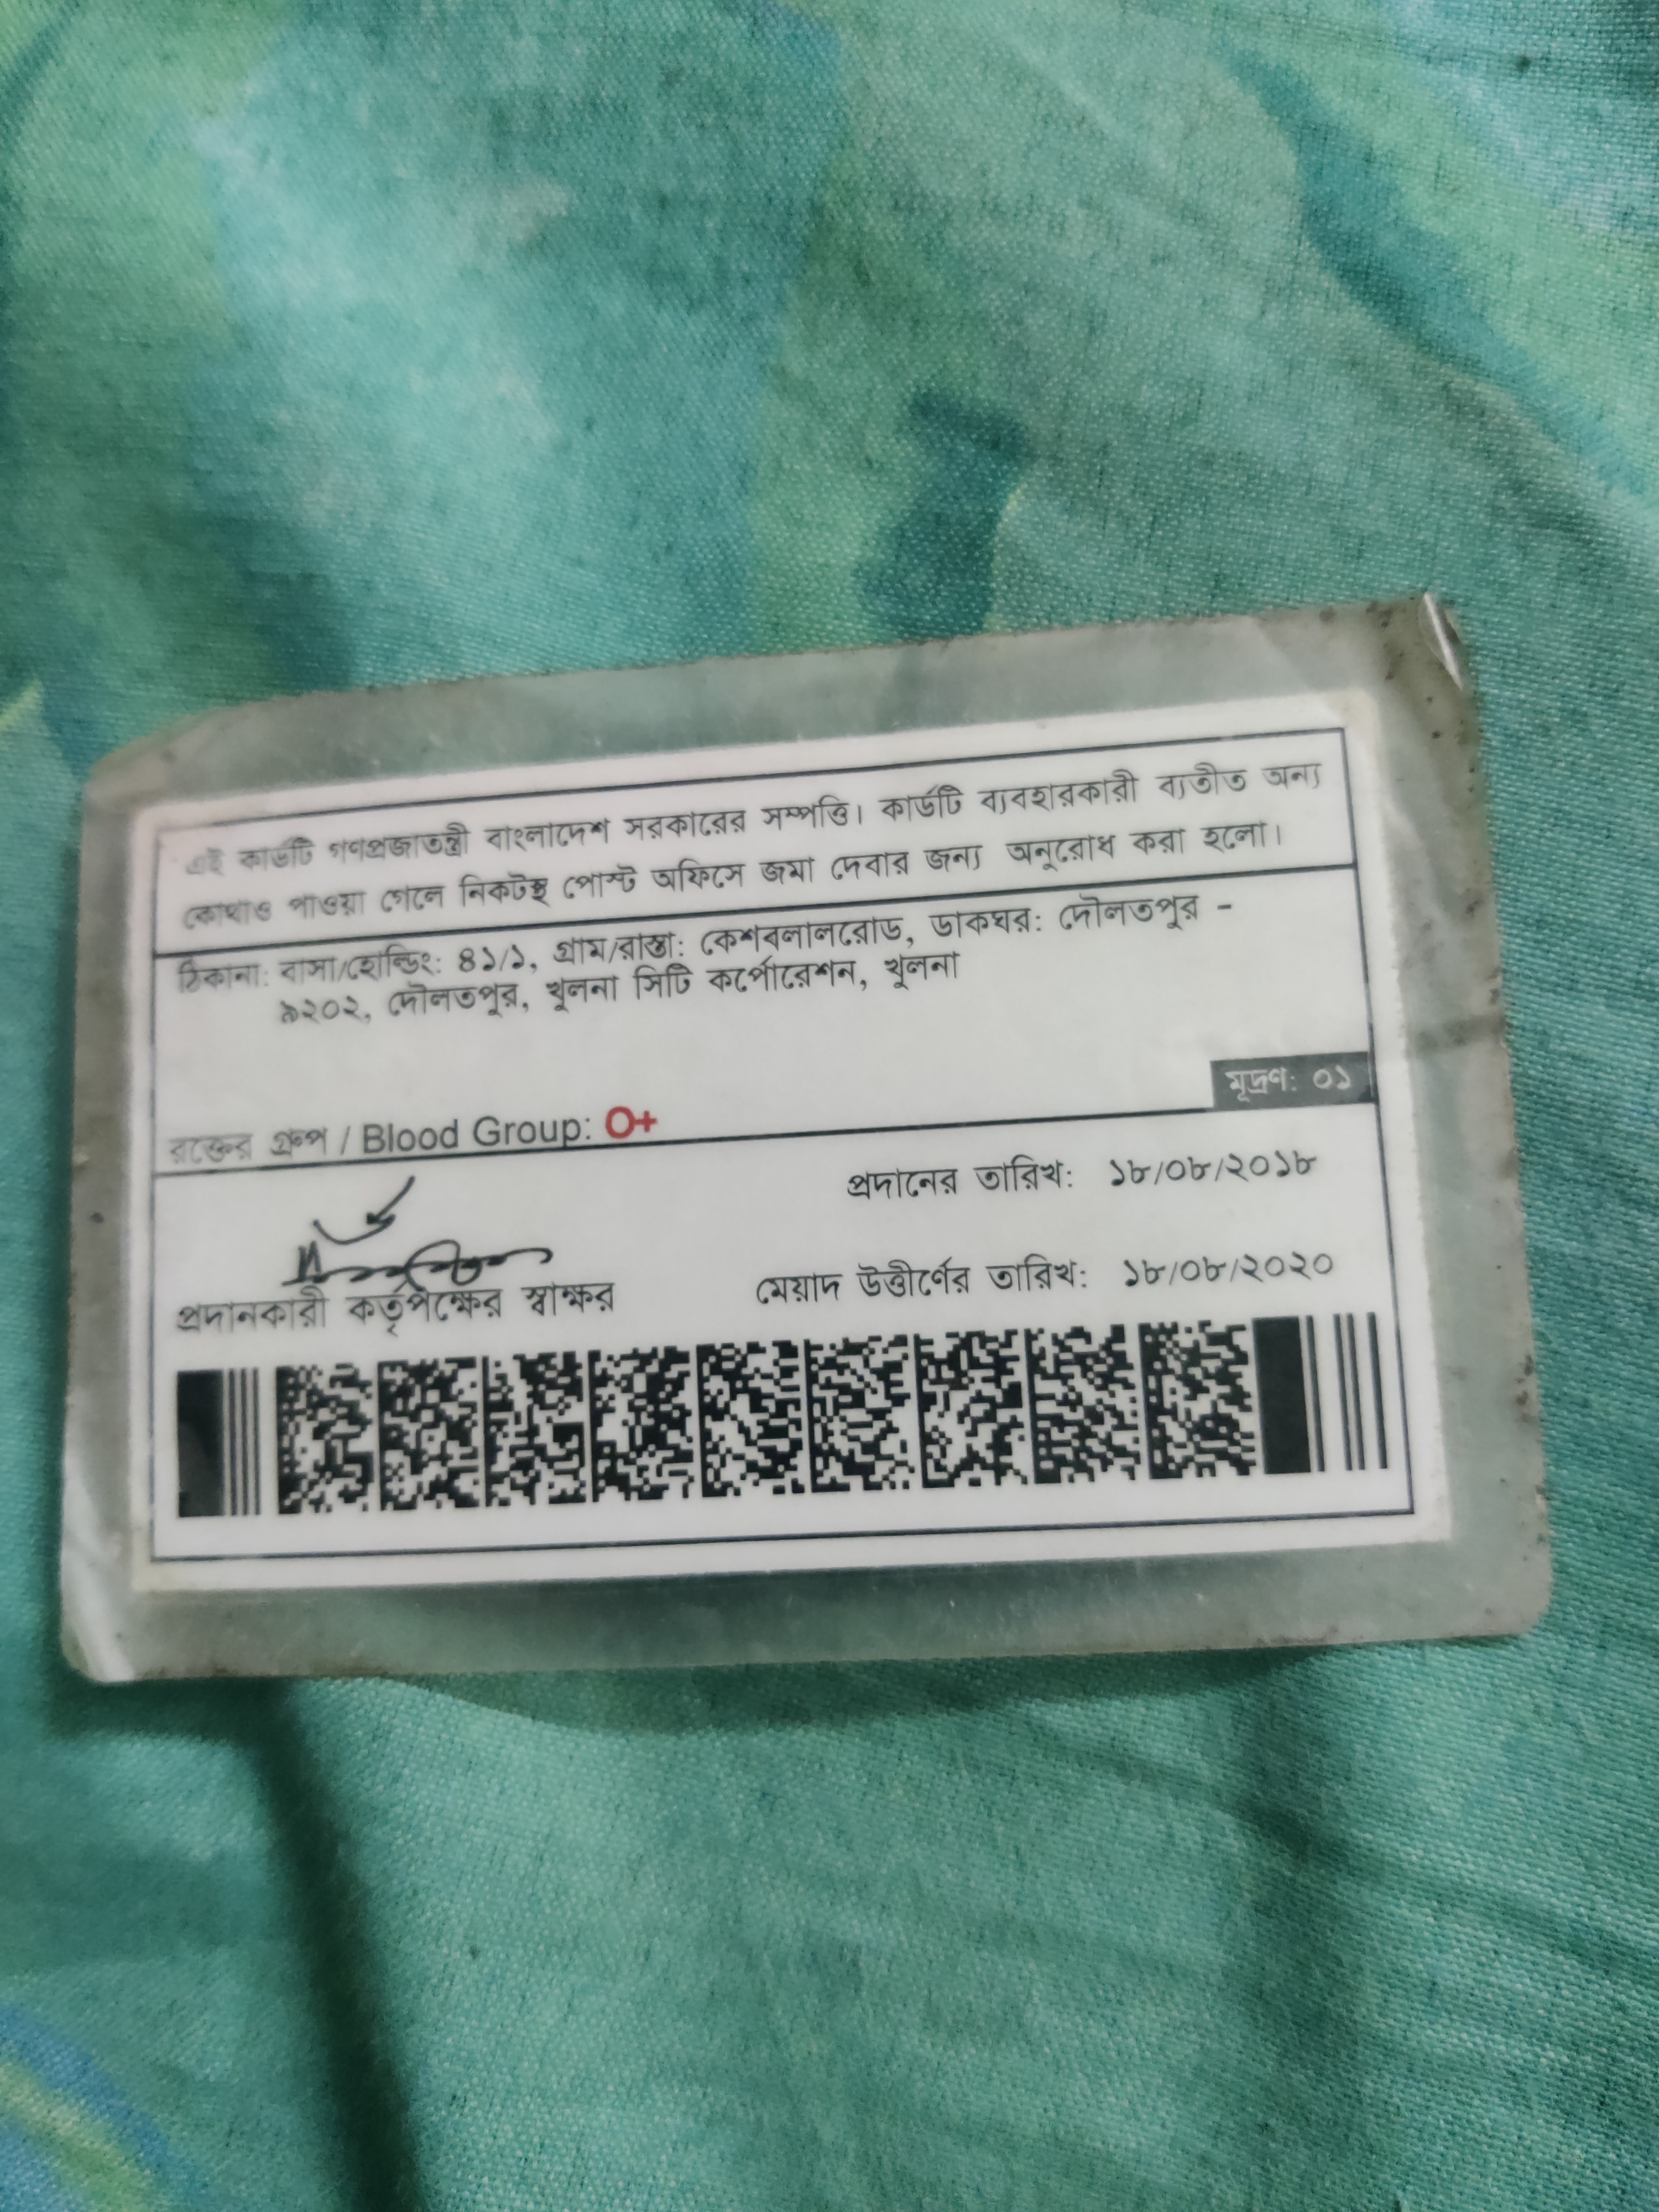 এই কার্ডটি গণপ্রজাতন্ত্রী বাংলাদেশ সরকারের সম্পত্তি। কার্ডটি ব্যবহারকারী ব্যতীত অন্য
কোথাও পাওয়া গেলে নিকটস্থ পোস্ট অফিসে জমা দেবার জন্য অনুরোধ করা হলো।
ঠিকানা: বাসা/হোল্ডিং: ৪১/১, গ্রাম/রাস্তা: কেশবলালরোড, ডাকঘর: দৌলতপুর -
৯২০২, দৌলতপুর, খুলনা সিটি কর্পোরেশন, খুলনা
রক্তের গ্রুপ / Blood Group: O+
মূদ্রণ: ০১
প্রদানের তারিখ: ১৮/০৮/২০১৮
প্রদানকারী কর্তৃপক্ষের স্বাক্ষর
মেয়াদ উত্তীর্ণের তারিখ: ১৮/০৮/২০২০